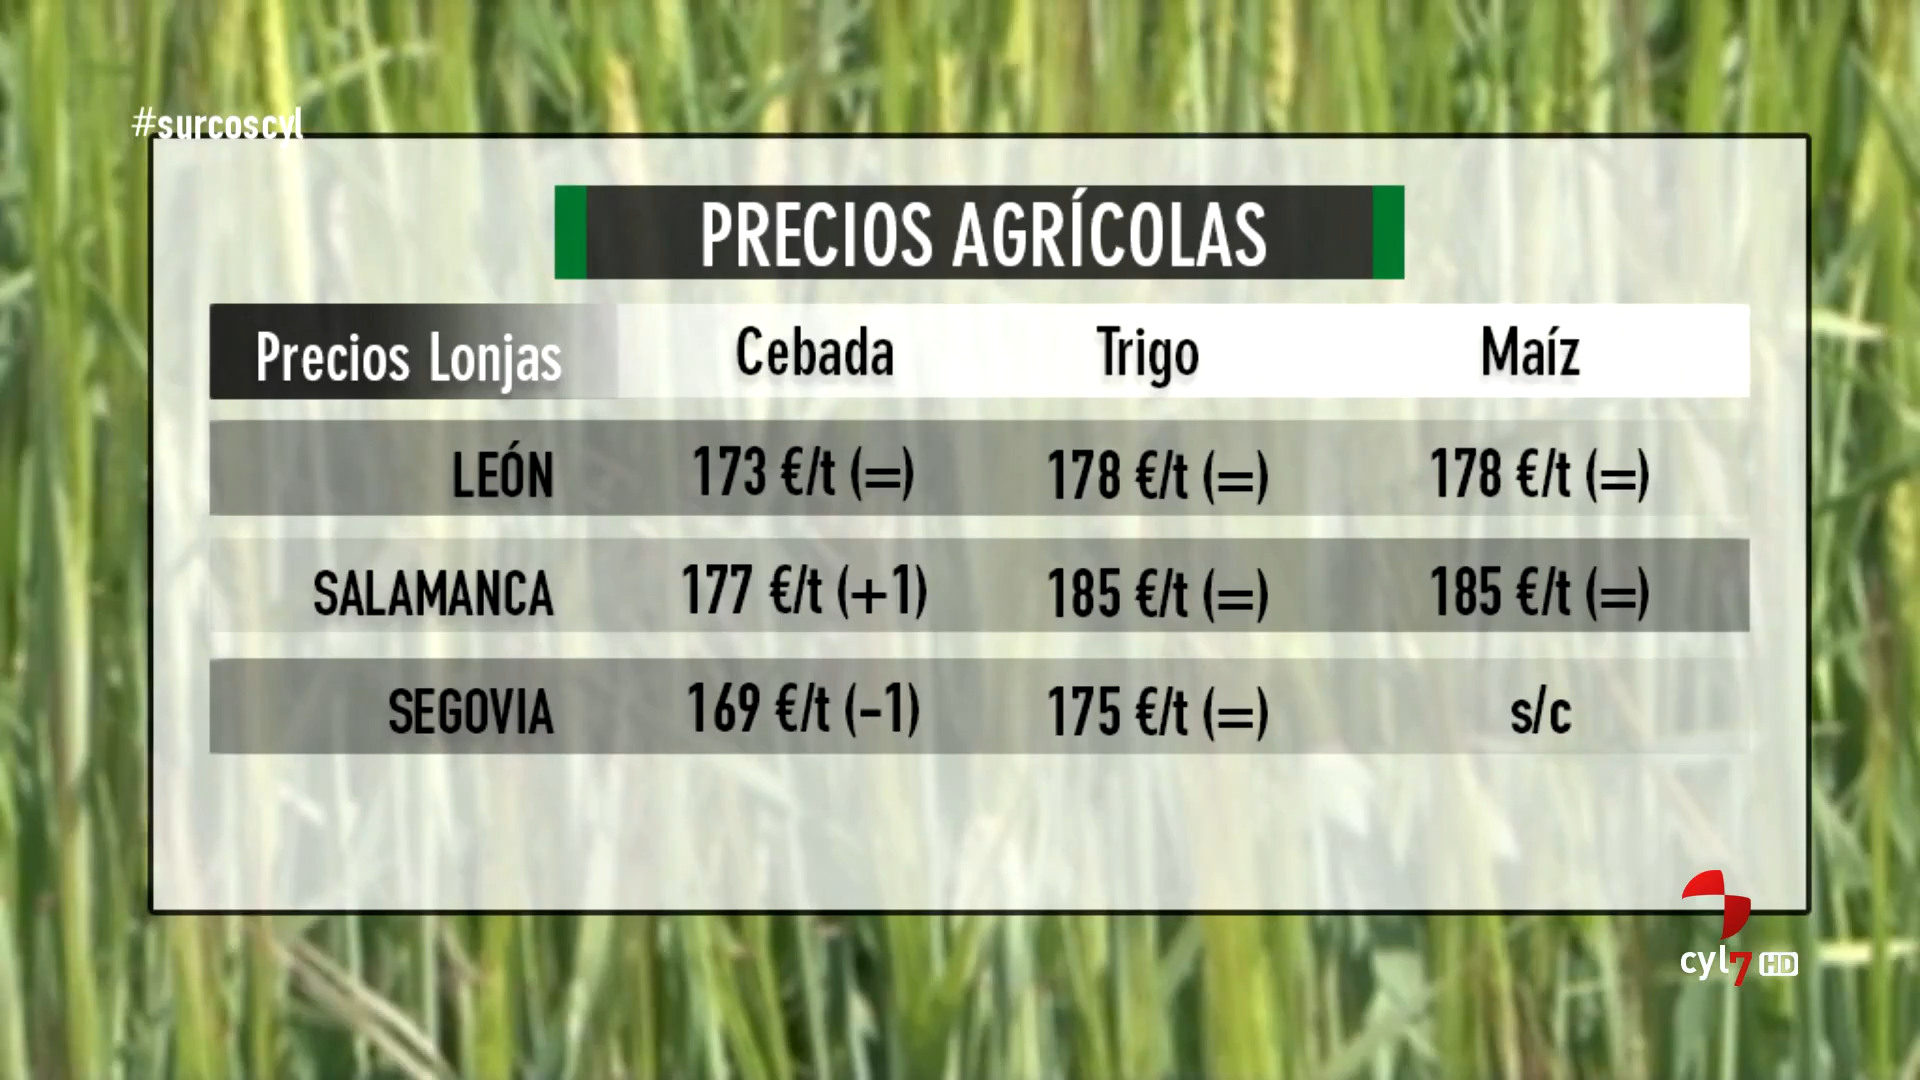 #surcoscyl
PRECIOS AGRÍCOLAS
Precios Lonjas Cebada Trigo Maíz
LEÓN 173 €/t (=) 178 €/t (=) 178 €/t (=)
SALAMANCA 177 €/t (+1) 185 €/t (=) 185 €/t (=)
SEGOVIA 169 €/t (-1) 175 €/t (=) s/c
cyl7 HD